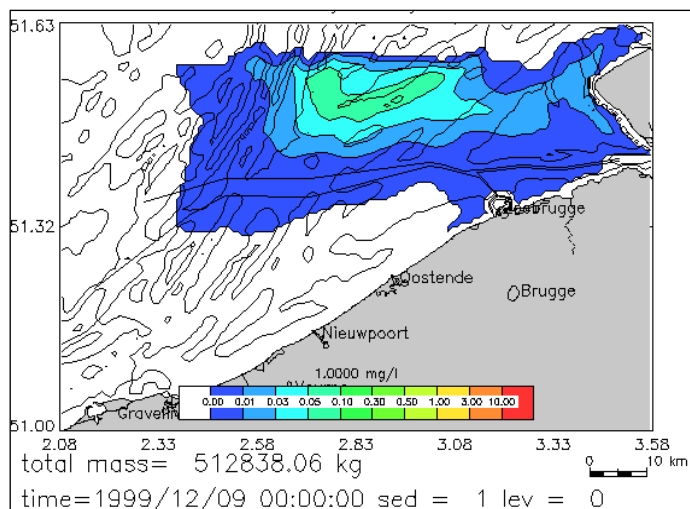 51.63
51.32
Oostende
Brugge
Nieuwpoort
1.0000 mg/l
0.00 0.01 0.03 0.05 0.10 0.30 0.50 1.00 3.00 10.00
51.00
2.08 2.33 2.58 2.83 3.08 3.33 3.58
total mass= 512838.06 kg
0 10 km
time=1999/12/09 00:00:00 sed = 1 lev = 0